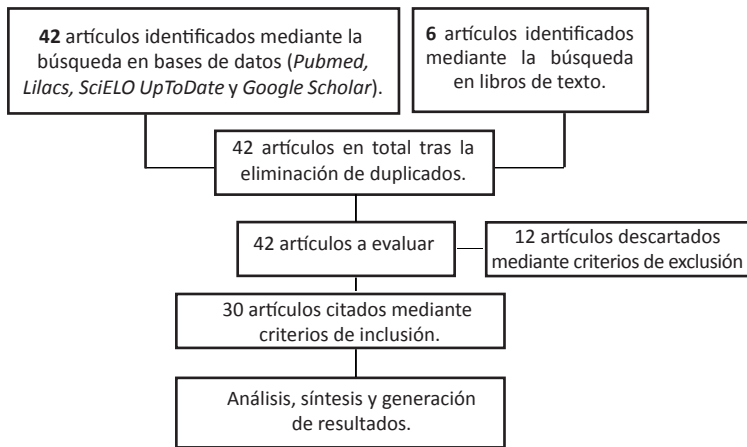 42 artículos identificados mediante la
búsqueda en bases de datos (Pubmed,
Lilacs, SciELO UpToDate y Google Scholar).
6 artículos identificados
mediante la búsqueda
en libros de texto.
42 artículos en total tras la
eliminación de duplicados.
42 artículos a evaluar
12 artículos descartados
mediante criterios de exclusión
30 artículos citados mediante
criterios de inclusión.
Análisis, síntesis y generación
de resultados.